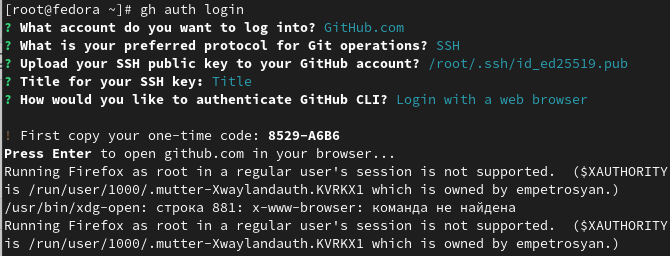 [root@fedora ~]# gh auth login
? What account do you want to log into? GitHub.com
? What is your preferred protocol for Git operations? SSH
? Upload your SSH public key to your GitHub account? /root/.ssh/id_ed25519.pub
? Title for your SSH key: Title
? How would you like to authenticate GitHub CLI? Login with a web browser
! First copy your one-time code: 8529-A6B6
Press Enter to open github.com in your browser...
Running Firefox as root in a regular user's session is not supported.  ($XAUTHORITY
is /run/user/1000/.mutter-Xwaylandauth.KVRKX1 which is owned by empetrosyan.)
/usr/bin/xdg-open: строка 881: x-www-browser: команда не найдена
Running Firefox as root in a regular user's session is not supported.  ($XAUTHORITY
is /run/user/1000/.mutter-Xwaylandauth.KVRKX1 which is owned by empetrosyan.)